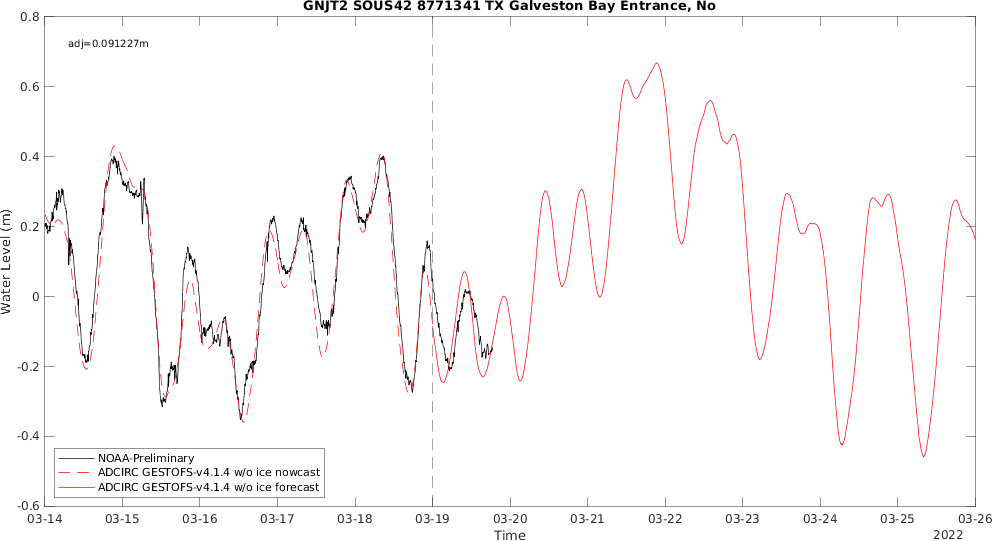 GNJT2 SOUS42 8771341 TX Galveston Bay Entrance, No
adj=0.091227m
0.8
0.6
0.4
0.2
0
-0.2
-0.4
-0.6
Water Level (m)
NOAA-Preliminary
ADCIRC GESTOFS-v4.1.4 w/o ice nowcast
ADCIRC GESTOFS-v4.1.4 w/o ice forecast
03-14 03-15 03-16 03-17 03-18 03-19 03-20 03-21 03-22 03-23 03-24 03-25 03-26
Time
2022